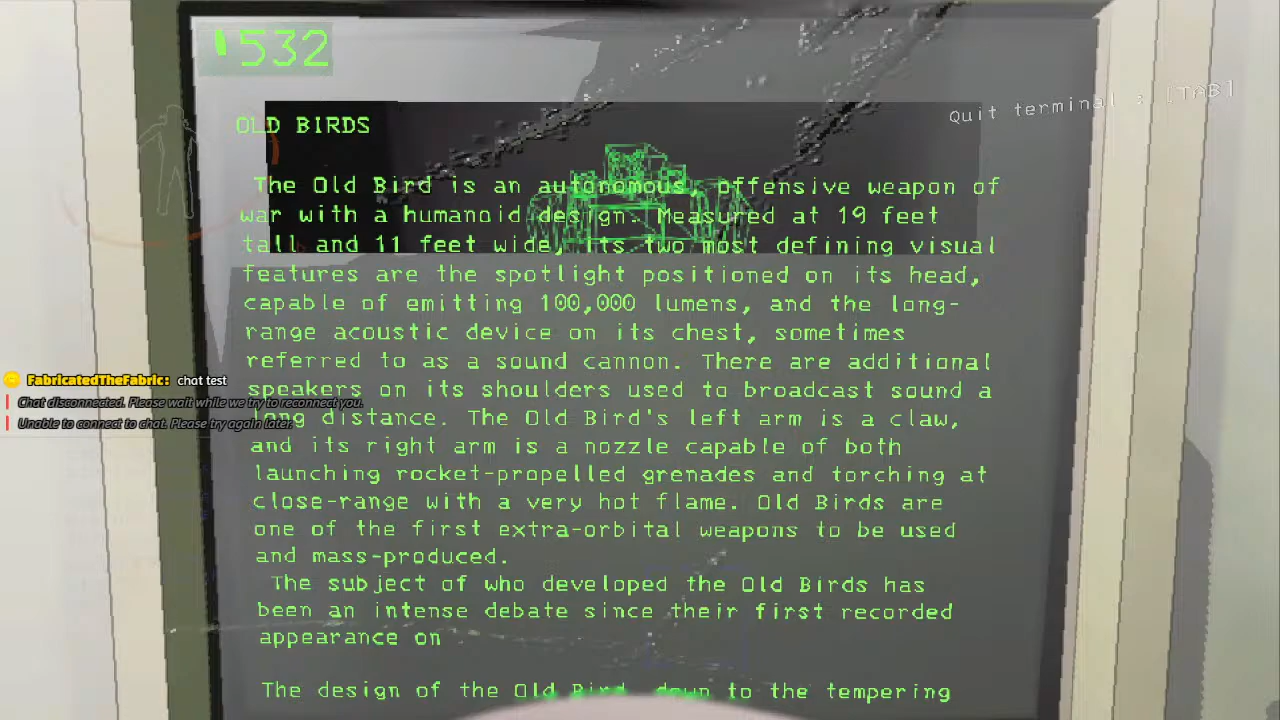 532
Quit terminal : [TAB]
OLD BIRDS
The Old Bird is an autonomous, offensive weapon of
war with a humanoid design. Measured at 19 feet
tall and 11 feet wide, its two most defining visual
features are the spotlight positioned on its head,
capable of emitting 100,000 lumens, and the long-
range acoustic device on its chest, sometimes
referred to as a sound cannon. There are additional
speakers on its shoulders used to broadcast sound a
long distance. The Old Bird's left arm is a claw,
and its right arm is a nozzle capable of both
launching rocket-propelled grenades and torching at
close-range with a very hot flame. Old Birds are
one of the first extra-orbital weapons to be used
and mass-produced.
The subject of who developed the Old Birds has
been an intense debate since their first recorded
appearance on
The design of the Old Bird, down to the tempering
FabricatedTheFabric: chat test
Chat disconnected. Please wait while we try to reconnect you.
Unable to connect to chat. Please try again later.